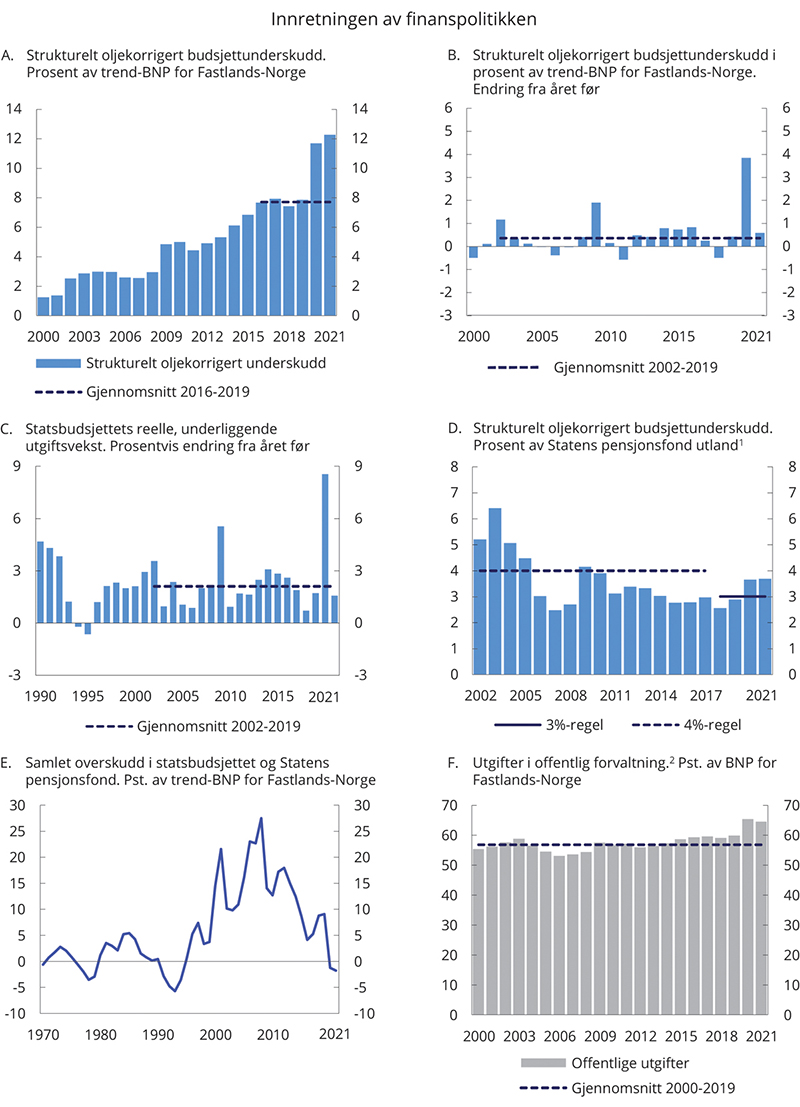 Innretningen av finanspolitikken
A. Strukturelt oljekorrigert budsjettunderskudd.
Prosent av trend-BNP for Fastlands-Norge
14 14
12 12
10 10
8 8
6 6
4 4
2 2
0 0
2000 2003 2006 2009 2012 2015 2018 2021
Strukturelt oljekorrigert underskudd
Gjennomsnitt 2016-2019
B. Strukturelt oljekorrigert budsjettunderskudd i
prosent av trend-BNP for Fastlands-Norge.
Endring fra året før
6 6
5 5
4 4
3 3
2 2
1 1
0 0
-1 -1
-2 -2
-3 -3
2000 2005 2010 2015 2021
Gjennomsnitt 2002-2019
C. Statsbudsjettets reelle, underliggende
utgiftsvekst. Prosentvis endring fra året før
9 9
6 6
3 3
0 0
-3 -3
1990 1995 2000 2005 2010 2015 2021
Gjennomsnitt 2002-2019
D. Strukturelt oljekorrigert budsjettunderskudd.
Prosent av Statens pensjonsfond utland¹
8 8
7 7
6 6
5 5
4 4
3 3
2 2
1 1
0 0
2002 2005 2008 2011 2014 2017 2021
3%-regel 4%-regel
E. Samlet overskudd i statsbudsjettet og Statens
pensjonsfond. Pst. av trend-BNP for Fastlands-Norge
30 30
25 25
20 20
15 15
10 10
5 5
0 0
-5 -5
-10 -10
1970 1980 1990 2000 2010 2021
F. Utgifter i offentlig forvaltning.² Pst. av BNP for
Fastlands-Norge
70 70
60 60
50 50
40 40
30 30
20 20
10 10
0 0
2000 2003 2006 2009 2012 2015 2018 2021
Offentlige utgifter
Gjennomsnitt 2000-2019